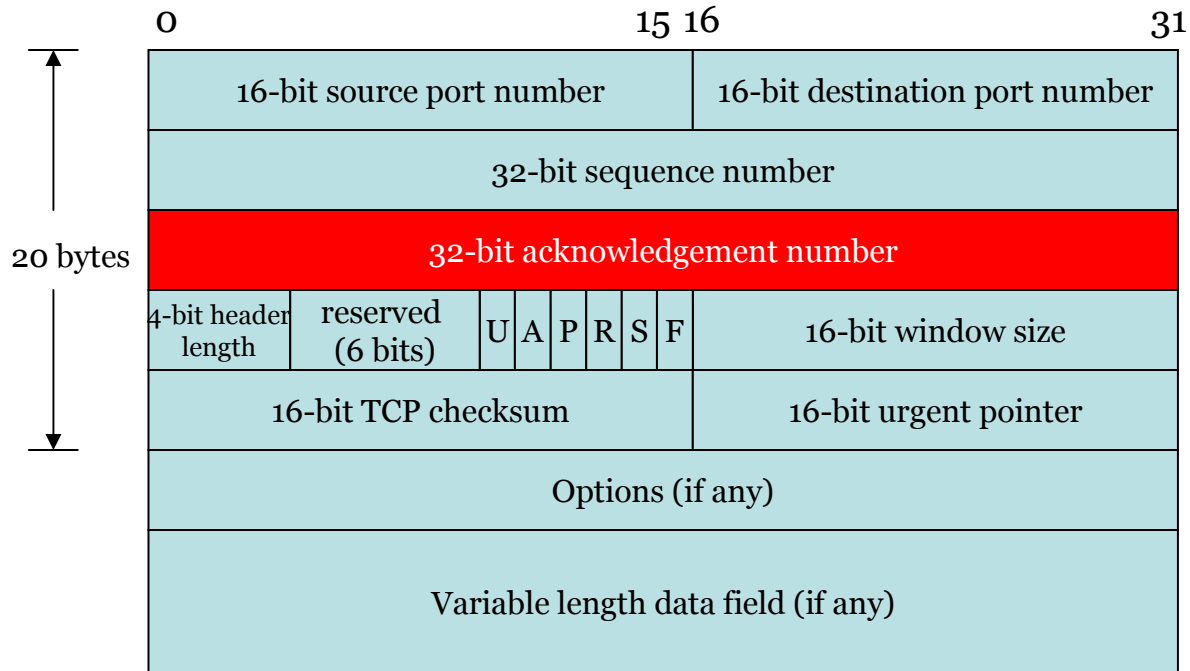 0 15 16 31
16-bit source port number 16-bit destination port number
32-bit sequence number
20 bytes
32-bit acknowledgement number
4-bit header
length
reserved
(6 bits)
U A P R S F
16-bit window size
16-bit TCP checksum 16-bit urgent pointer
Options (if any)
Variable length data field (if any)